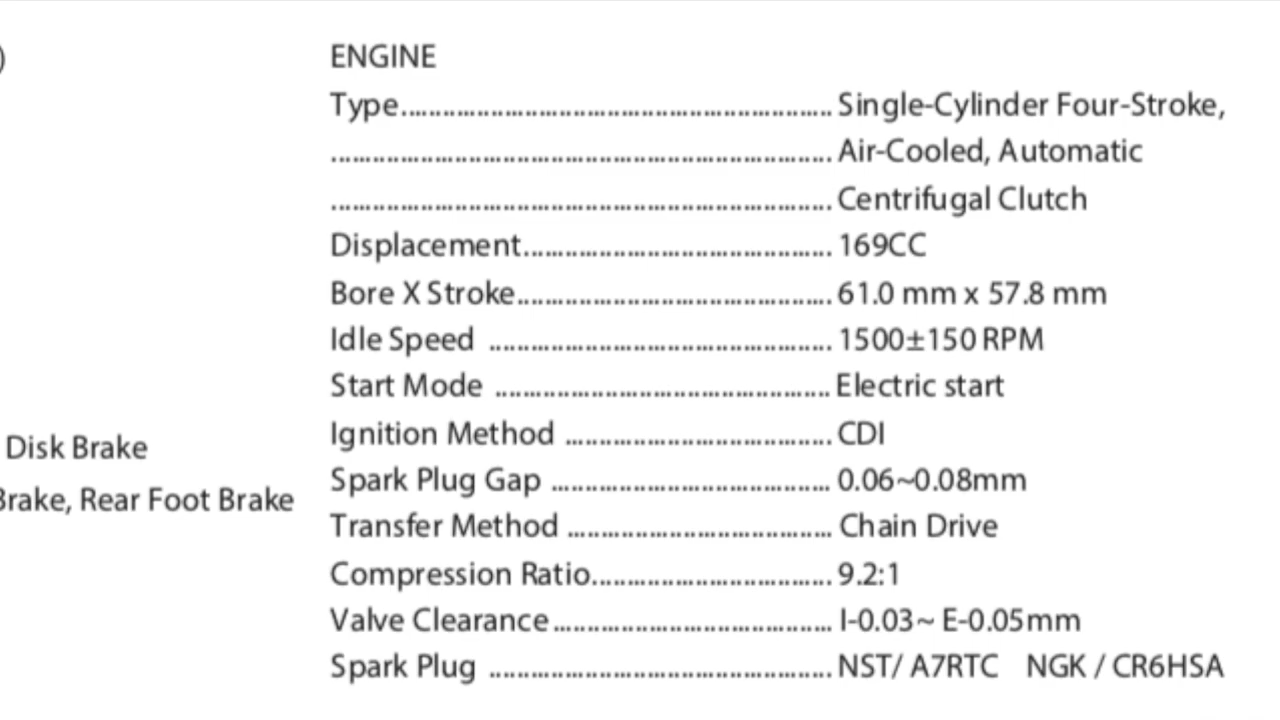 )
Disk Brake
Brake, Rear Foot Brake
ENGINE
Type.............................................................. Single-Cylinder Four-Stroke,
........................................................................ Air-Cooled, Automatic
........................................................................ Centrifugal Clutch
Displacement............................................ 169CC
Bore X Stroke............................................. 61.0 mm x 57.8 mm
Idle Speed ................................................. 1500±150 RPM
Start Mode ................................................ Electric start
Ignition Method ...................................... CDI
Spark Plug Gap ........................................ 0.06~0.08mm
Transfer Method ...................................... Chain Drive
Compression Ratio.................................. 9.2:1
Valve Clearance........................................ I-0.03~ E-0.05mm
Spark Plug ................................................. NST/ A7RTC NGK / CR6HSA